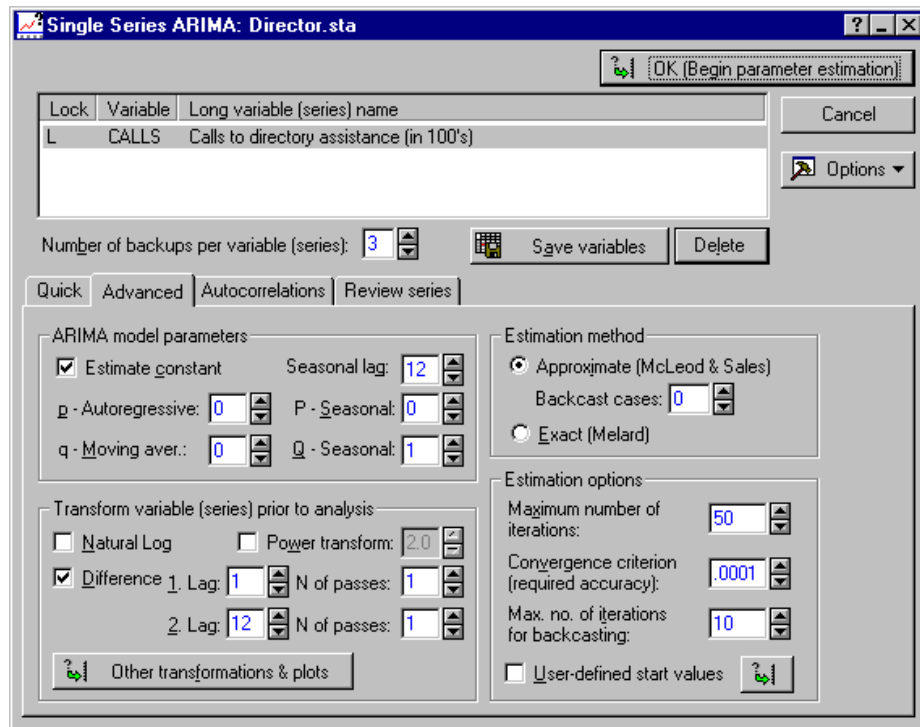 Single Series ARIMA: Director.sta
OK (Begin parameter estimation)
Lock Variable Long variable (series) name
L CALLS Calls to directory assistance (in 100's)
Cancel
Options
Number of backups per variable (series): 3
Save variables
Delete
Quick Advanced Autocorrelations Review series
ARIMA model parameters
Estimate constant Seasonal lag: 12
p - Autoregressive: 0 P - Seasonal: 0
q - Moving aver.: 0 Q - Seasonal: 1
Transform variable (series) prior to analysis
Natural Log Power transform: 2.0
Difference 1. Lag: 1 N of passes: 1
2. Lag: 12 N of passes: 1
Other transformations & plots
Estimation method
Approximate (McLeod & Sales)
Backcast cases: 0
Exact (Melard)
Estimation options
Maximum number of
iterations: 50
Convergence criterion
(required accuracy): .0001
Max. no. of iterations
for backcasting: 10
User-defined start values